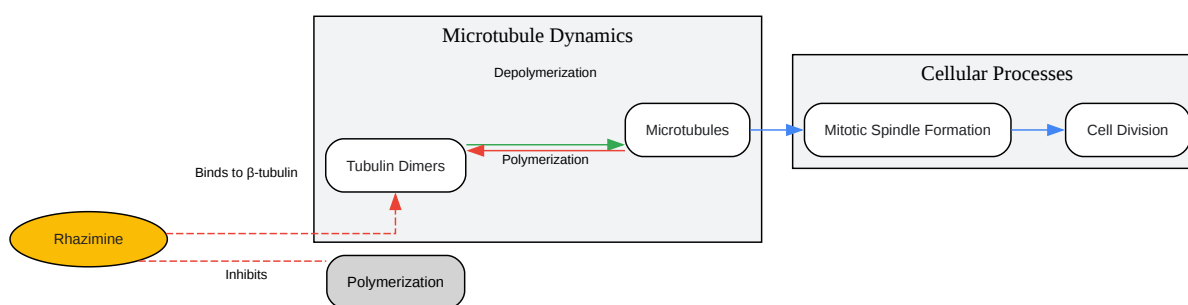 Microtubule Dynamics
Depolymerization
Cellular Processes
Microtubules
Mitotic Spindle Formation
Cell Division
Tubulin Dimers
Polymerization
Binds to β-tubulin
Rhazimine
Inhibits
Polymerization